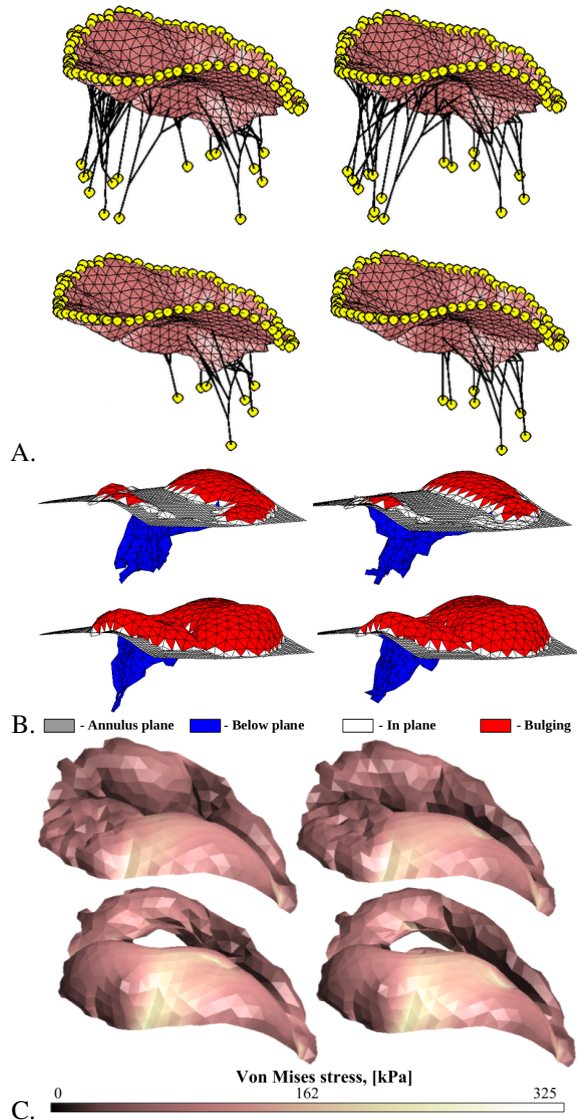 A.
B.
- Annulus plane - Below plane - In plane - Bulging
Von Mises stress, [kPa]
0 162 325
C.